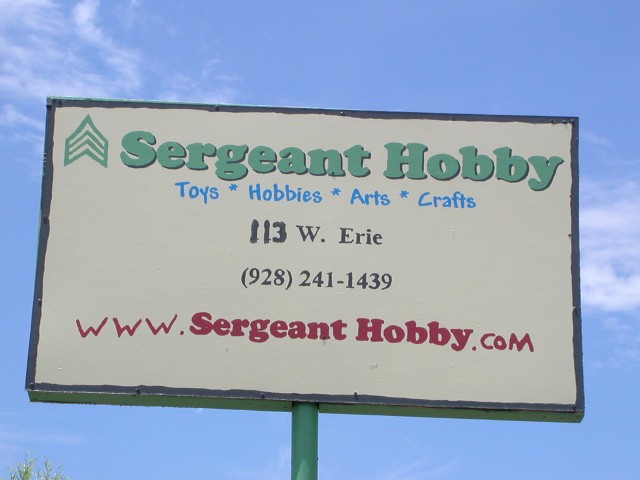 Sergeant Hobby
Toys * Hobbies * Arts * Crafts
113 W. Erie
(928) 241-1439
www.Sergeant Hobby.com